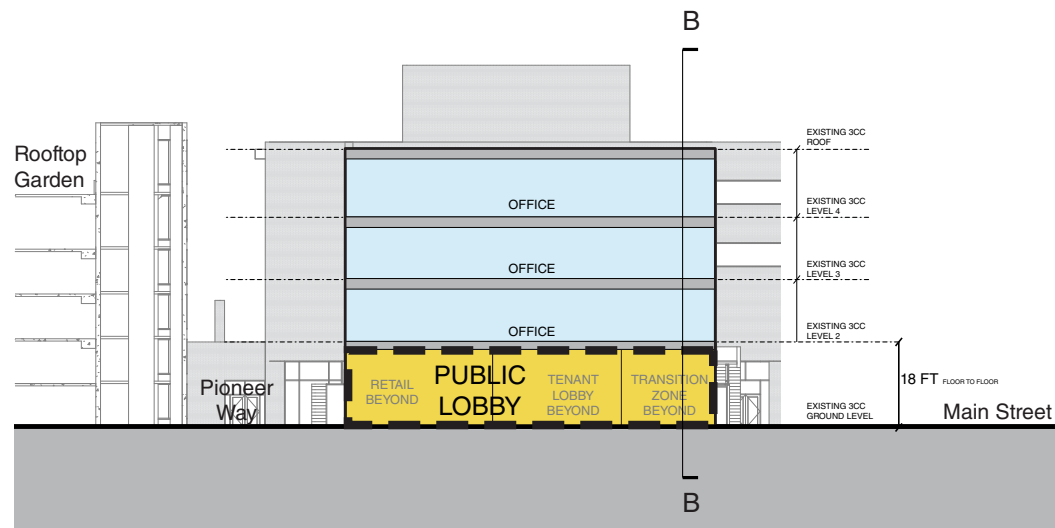 B
EXISTING 3CC
ROOF
Rooftop
Garden
OFFICE
EXISTING 3CC
LEVEL 4
OFFICE
EXISTING 3CC
LEVEL 3
OFFICE
EXISTING 3CC
LEVEL 2
Pioneer
Way
RETAIL
BEYOND
PUBLIC
LOBBY
TENANT
LOBBY
BEYOND
TRANSITION
ZONE
BEYOND
18 FT FLOOR TO FLOOR
EXISTING 3CC
GROUND LEVEL
Main Street
B